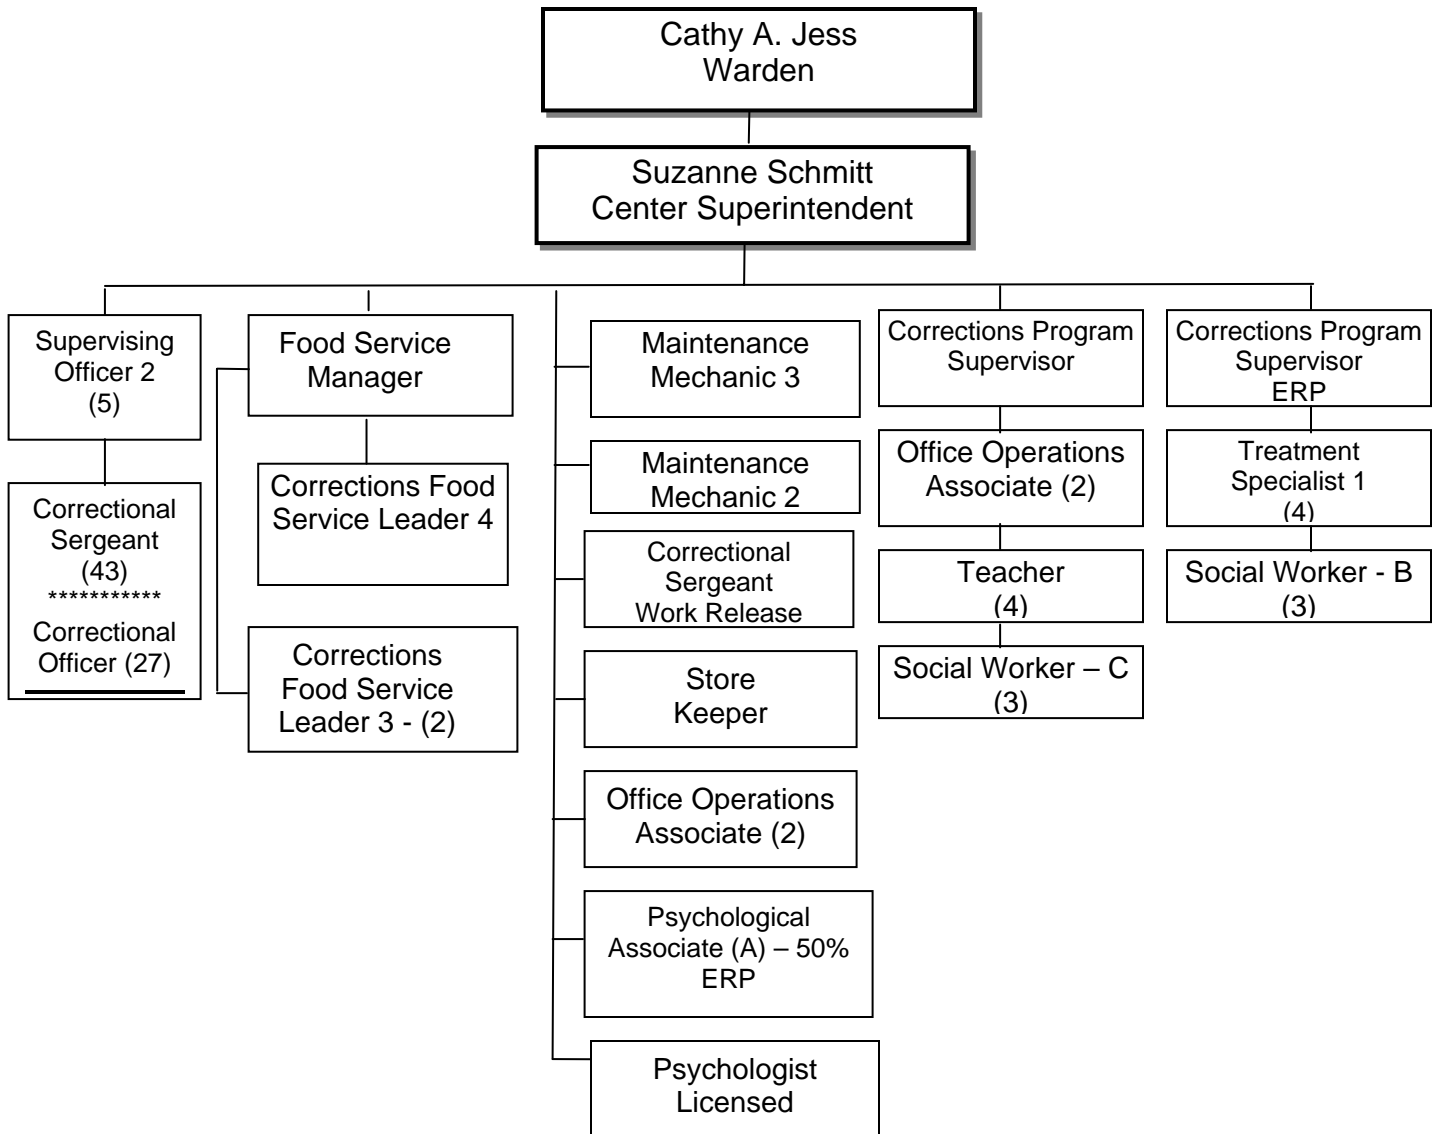 Cathy A. Jess
Warden
Suzanne Schmitt
Center Superintendent
Supervising
Officer 2
(5)
Correctional
Sergeant
(43)
***********
Correctional
Officer (27)
Food Service
Manager
Corrections Food
Service Leader 4
Corrections
Food Service
Leader 3 - (2)
Maintenance
Mechanic 3
Maintenance
Mechanic 2
Correctional
Sergeant
Work Release
Store
Keeper
Office Operations
Associate (2)
Psychological
Associate (A) – 50%
ERP
Psychologist
Licensed
Corrections Program
Supervisor
Office Operations
Associate (2)
Teacher
(4)
Social Worker – C
(3)
Corrections Program
Supervisor
ERP
Treatment
Specialist 1
(4)
Social Worker - B
(3)